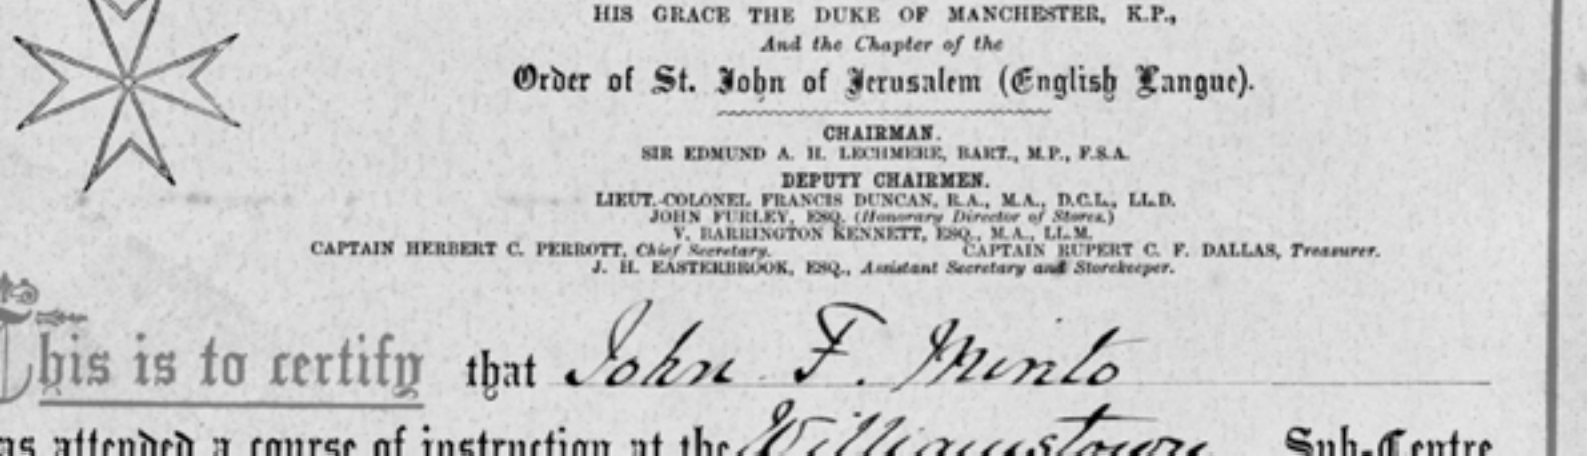 HIS GRACE THE DUKE OF MANCHESTER, K.P.,
And the Chapter of the
Order of St. John of Jerusalem (English Langue).
CHAIRMAN.
SIR EDMUND A. H. LECHMERE, BART., M.P., F.S.A.
DEPUTY CHAIRMEN.
LIEUT.-COLONEL FRANCIS DUNCAN, R.A., M.A., D.C.L., LL.D.
JOHN FURLEY, ESQ. (Honorary Director of Stores.)
V. BARRINGTON KENNETT, ESQ., M.A., LL.M.
CAPTAIN HERBERT C. PERROTT, Chief Secretary. CAPTAIN RUPERT C. F. DALLAS, Treasurer.
J. H. EASTERBROOK, ESQ., Assistant Secretary and Storekeeper.
This is to certify that John F. Minto
as attended a course of instruction at the Williamstown Sub-Centre